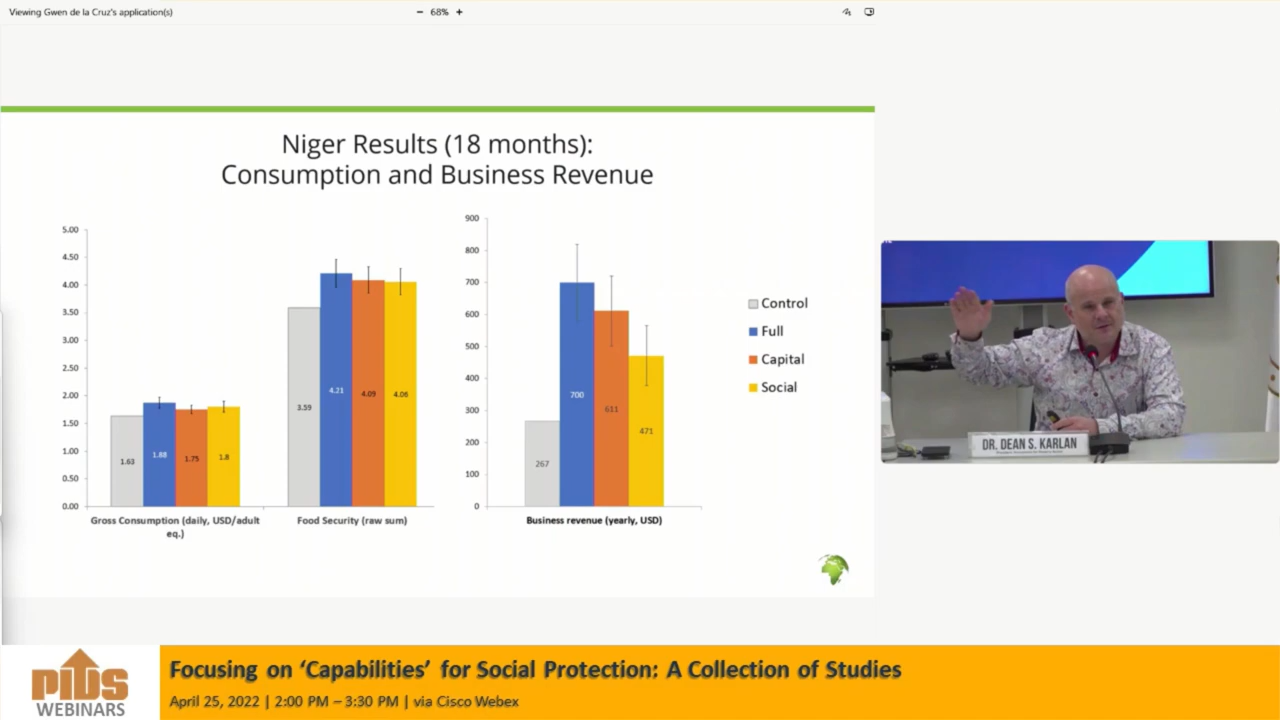 Viewing Gwen de la Cruz's application(s)
− 68% +
Niger Results (18 months):
Consumption and Business Revenue
5.00
4.50
4.00
3.50
3.00
2.50
2.00
1.50
1.00
0.50
0.00
1.63
1.88
1.75
1.8
3.59
4.21
4.09
4.06
Gross Consumption (daily, USD/adult
eq.)
Food Security (raw sum)
900
800
700
600
500
400
300
200
100
0
267
700
611
471
Business revenue (yearly, USD)
Control
Full
Capital
Social
DR. DEAN S. KARLAN
PIDS
WEBINARS
Focusing on ‘Capabilities’ for Social Protection: A Collection of Studies
April 25, 2022 | 2:00 PM – 3:30 PM | via Cisco Webex